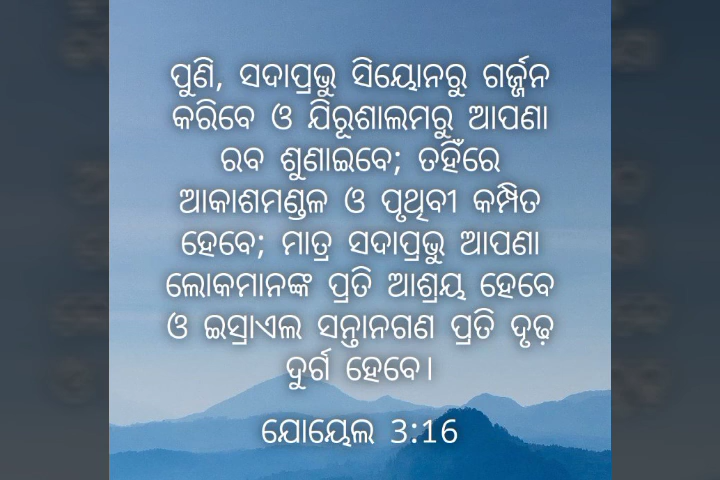 ପୁଣି, ସଦାପ୍ରଭୁ ସିୟୋନରୁ ଗର୍ଜ୍ଜନ
କରିବେ ଓ ଯିରୂଶାଲମରୁ ଆପଣା
ରବ ଶୁଣାଇବେ; ତହିଁରେ
ଆକାଶମଣ୍ଡଳ ଓ ପୃଥିବୀ କମ୍ପିତ
ହେବେ; ମାତ୍ର ସଦାପ୍ରଭୁ ଆପଣା
ଲୋକମାନଙ୍କ ପ୍ରତି ଆଶ୍ରୟ ହେବେ
ଓ ଇସ୍ରାଏଲ ସନ୍ତାନଗଣ ପ୍ରତି ଦୃଢ଼
ଦୁର୍ଗ ହେବେ।
ଯୋୟେଲ 3:16